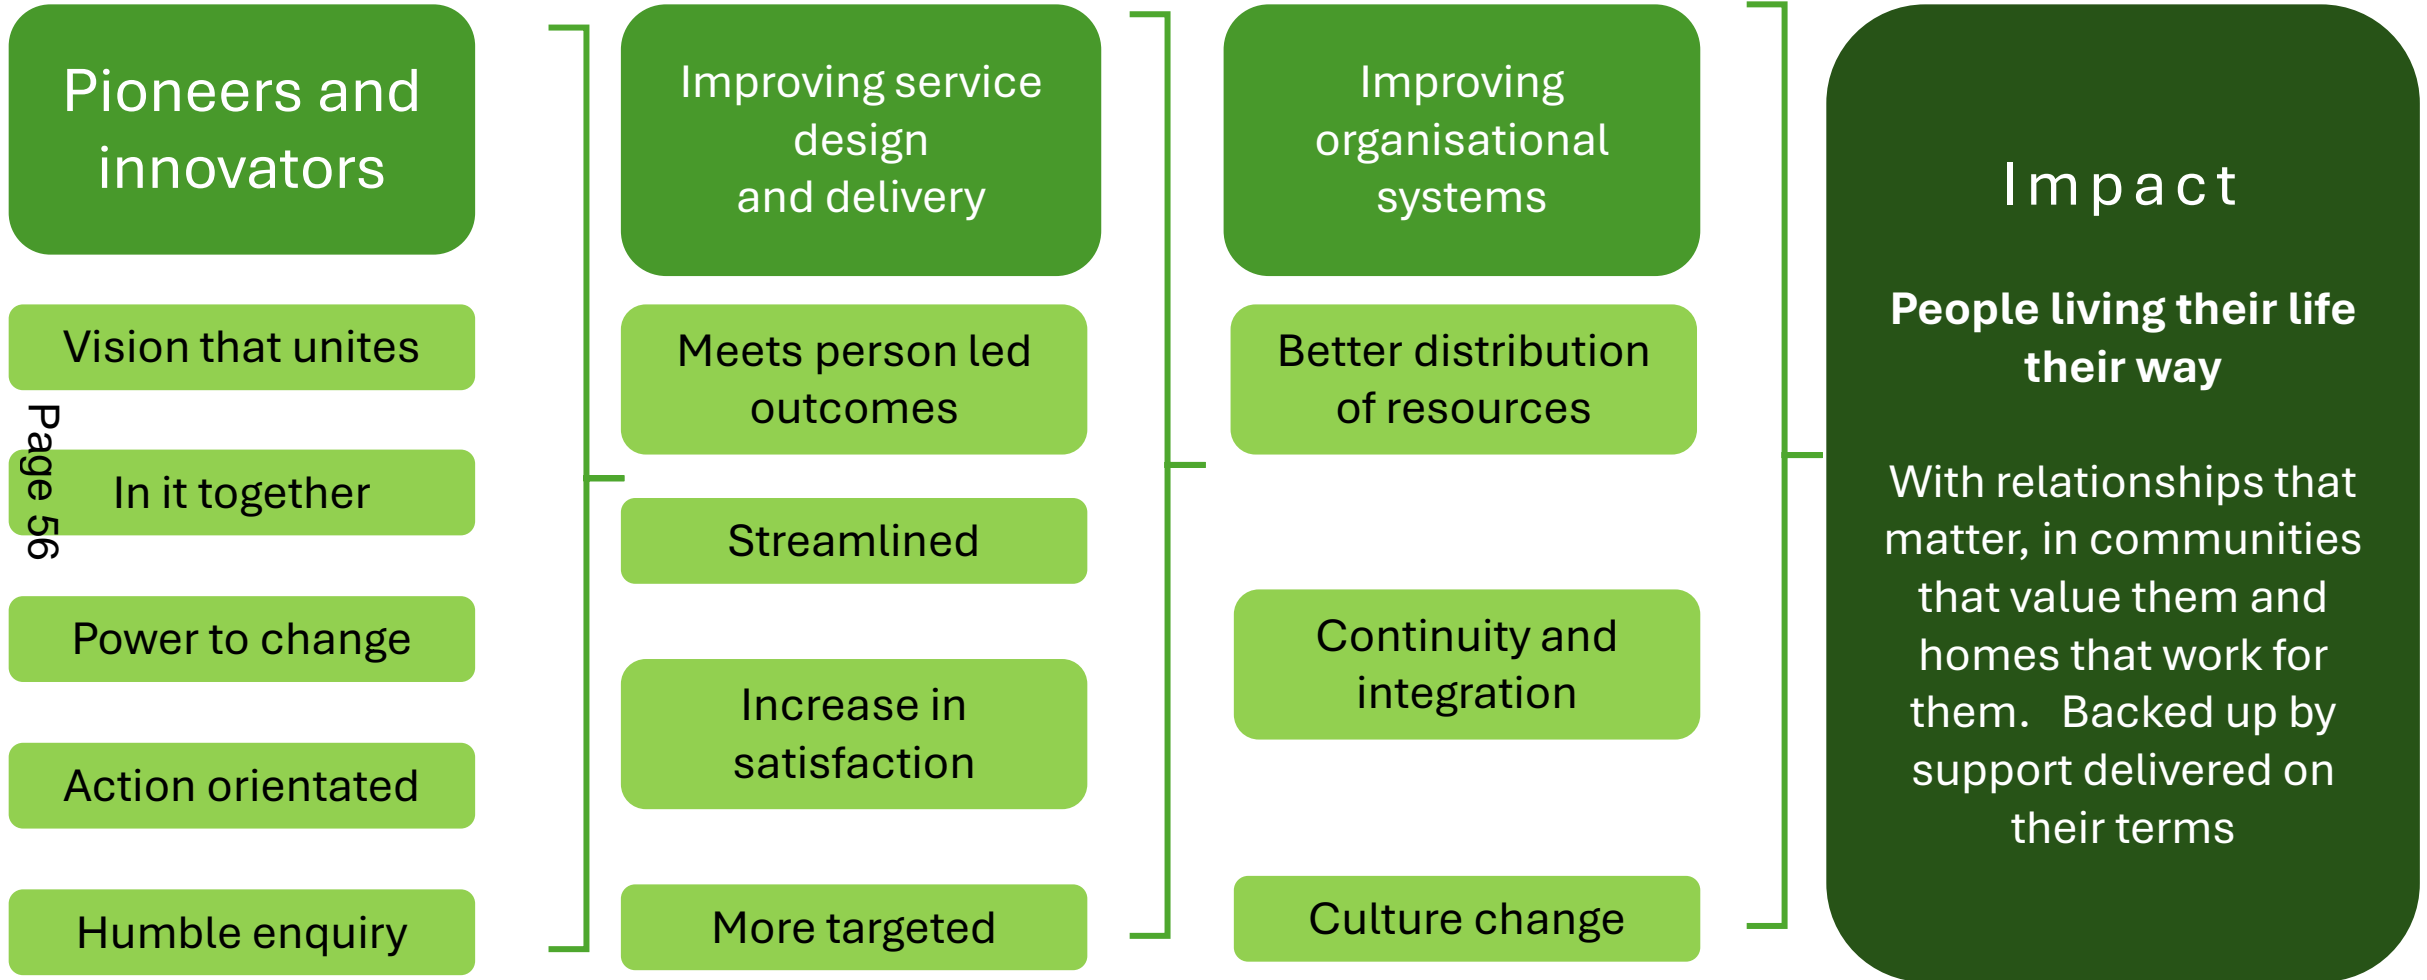 Pioneers and
innovators
Vision that unites
In it together
Power to change
Action orientated
Humble enquiry
Page 56
Improving service
design
and delivery
Meets person led
outcomes
Streamlined
Increase in
satisfaction
More targeted
Improving
organisational
systems
Better distribution
of resources
Continuity and
integration
Culture change
Impact
People living their life
their way
With relationships that
matter, in communities
that value them and
homes that work for
them.   Backed up by
support delivered on
their terms